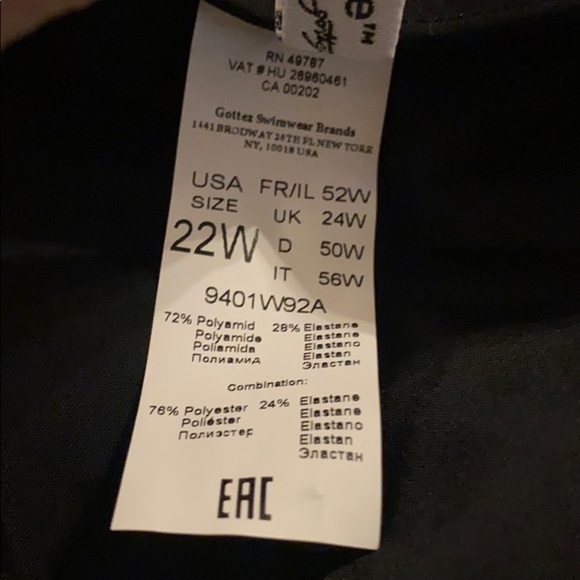 e™
RN 49787
VAT # HU 26960461
CA 00202
Gottex Swimwear Brands
1441 BRODWAY 26TH FL NEW YORK
NY, 10018 USA
USA FR/IL 52W
SIZE UK 24W
22W D 50W
IT 56W
9401W92A
72% Polyamid 28% Elastane
Polyamide Elastane
Poliamida Elastano
Полиамид Elastan
Эластан
Combination:
76% Polyester 24% Elastane
Poliéster Elastane
Полиэстер Elastano
Elastan
Эластан
EAC